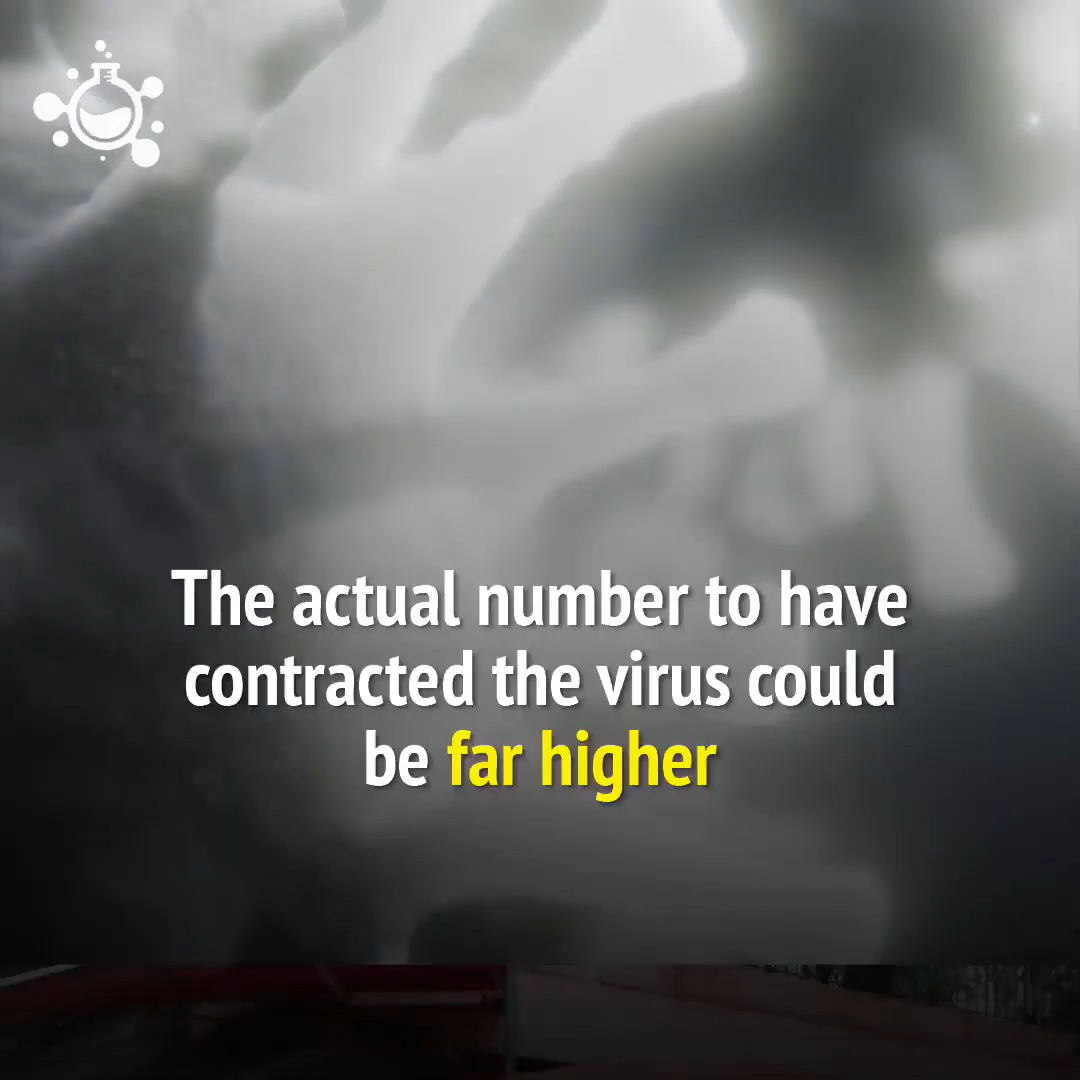 The actual number to have
contracted the virus could
be far higher